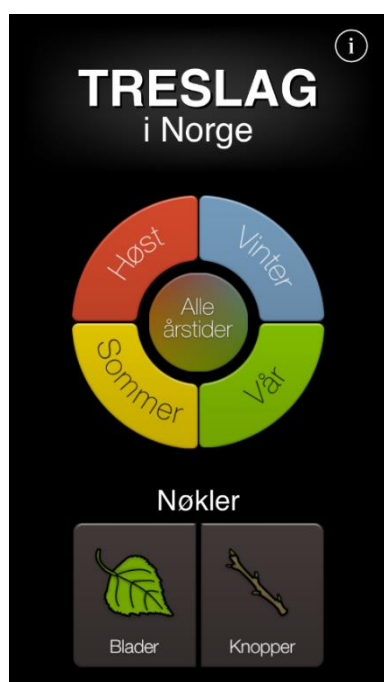 i
TRESLAG
i Norge
Høst
Vinter
Alle
årstider
Sommer
Vår
Nøkler
Blader
Knopper